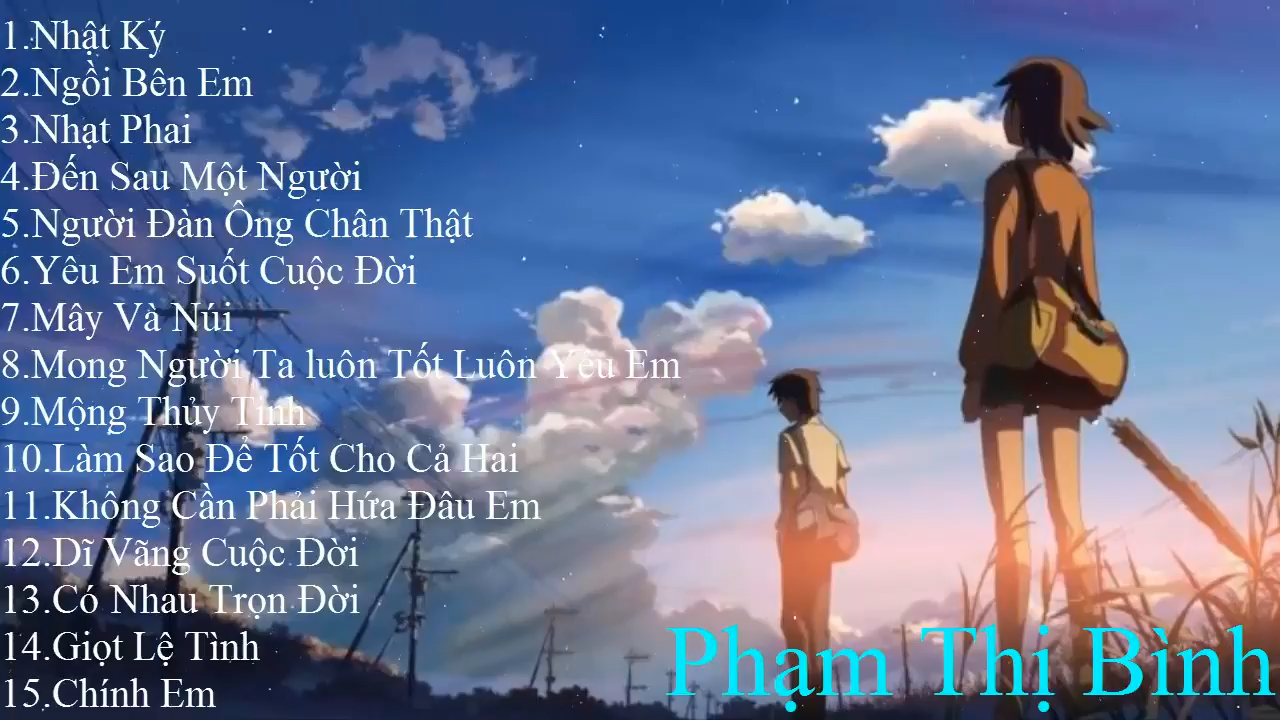 1.Nhật Ký
2.Ngồi Bên Em
3.Nhạt Phai
4.Đến Sau Một Người
5.Người Đàn Ông Chân Thật
6.Yêu Em Suốt Cuộc Đời
7.Mây Và Núi
8.Mong Người Ta luôn Tốt Luôn Yêu Em
9.Mộng Thủy Tinh
10.Làm Sao Để Tốt Cho Cả Hai
11.Không Cần Phải Hứa Đâu Em
12.Dĩ Vãng Cuộc Đời
13.Có Nhau Trọn Đời
14.Giọt Lệ Tình
15.Chính Em
Phạm Thị Bình